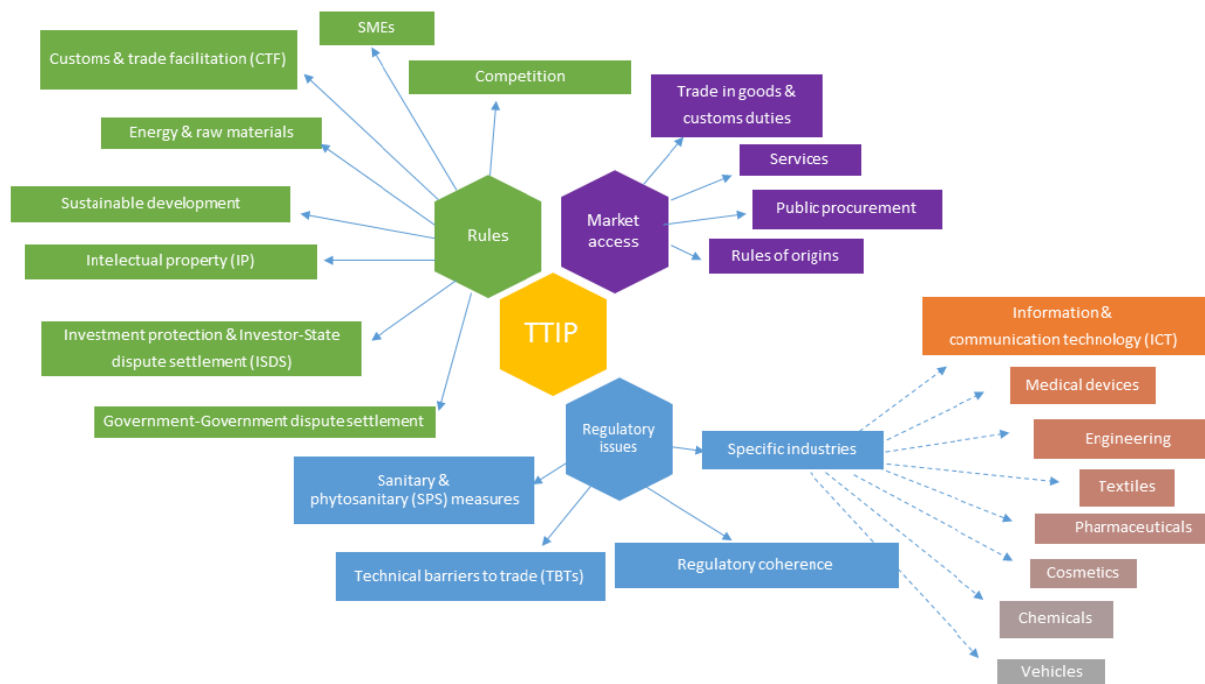 SMEs
Customs & trade facilitation (CTF)
Competition
Energy & raw materials
Sustainable development
Intelectual property (IP)
Investment protection & Investor-State
dispute settlement (ISDS)
Government-Government dispute settlement
Rules
Market
access
Trade in goods &
customs duties
Services
Public procurement
Rules of origins
TTIP
Regulatory
issues
Sanitary &
phytosanitary (SPS) measures
Technical barriers to trade (TBTs)
Regulatory coherence
Specific industries
Information &
communication technology (ICT)
Medical devices
Engineering
Textiles
Pharmaceuticals
Cosmetics
Chemicals
Vehicles